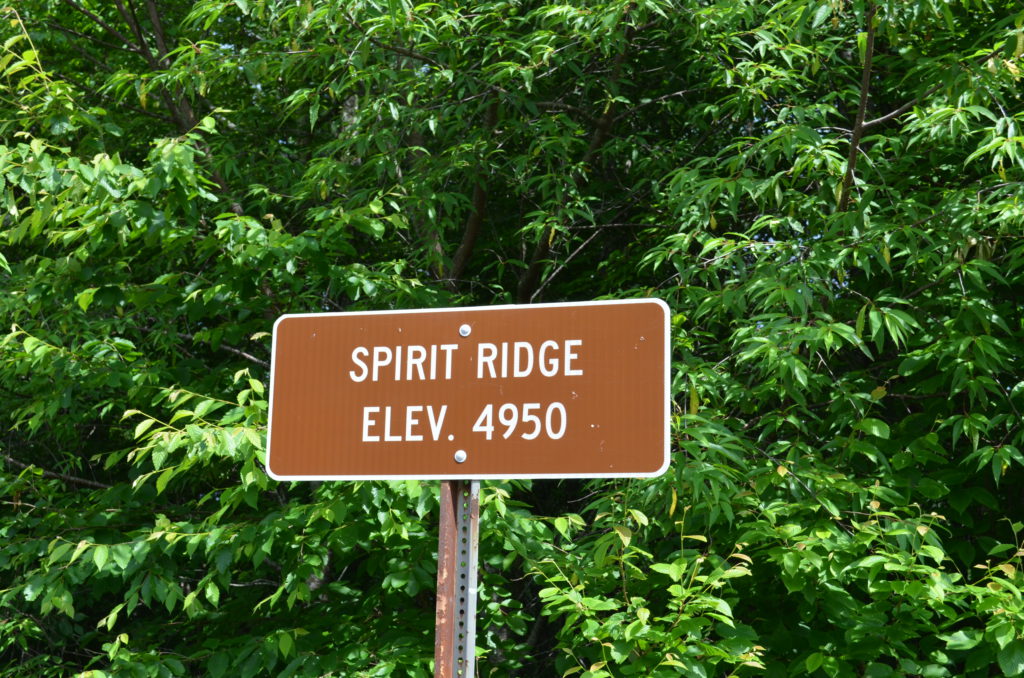 SPIRIT RIDGE
ELEV. 4950